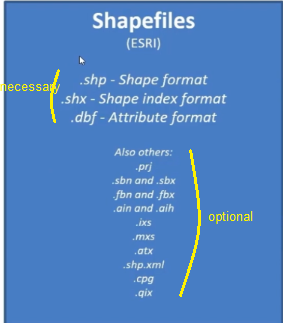 Shapefiles
(ESRI)
necessary
.shp - Shape format
.shx - Shape index format
.dbf - Attribute format
Also others:
.prj
.sbn and .sbx
.fbn and .fbx
.ain and .aih
.ixs
.mxs
.atx
.shp.xml
.cpg
.qix
optional